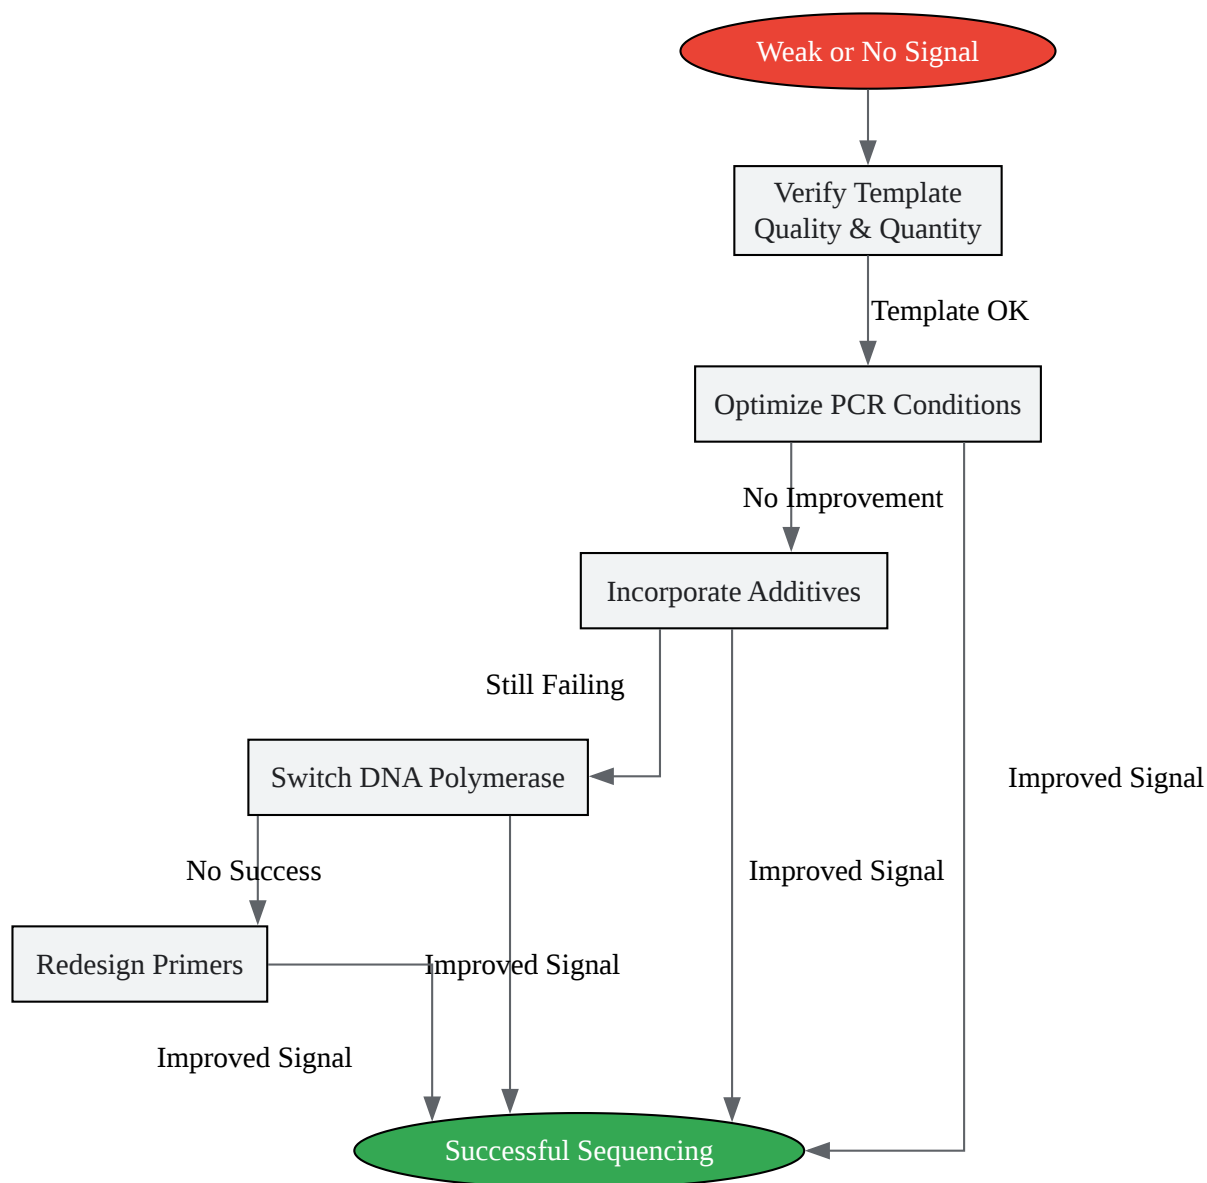 Weak or No Signal
Verify Template
Quality & Quantity
Template OK
Optimize PCR Conditions
No Improvement
Incorporate Additives
Still Failing
Switch DNA Polymerase
Improved Signal
No Success
Improved Signal
Redesign Primers
Improved Signal
Improved Signal
Successful Sequencing